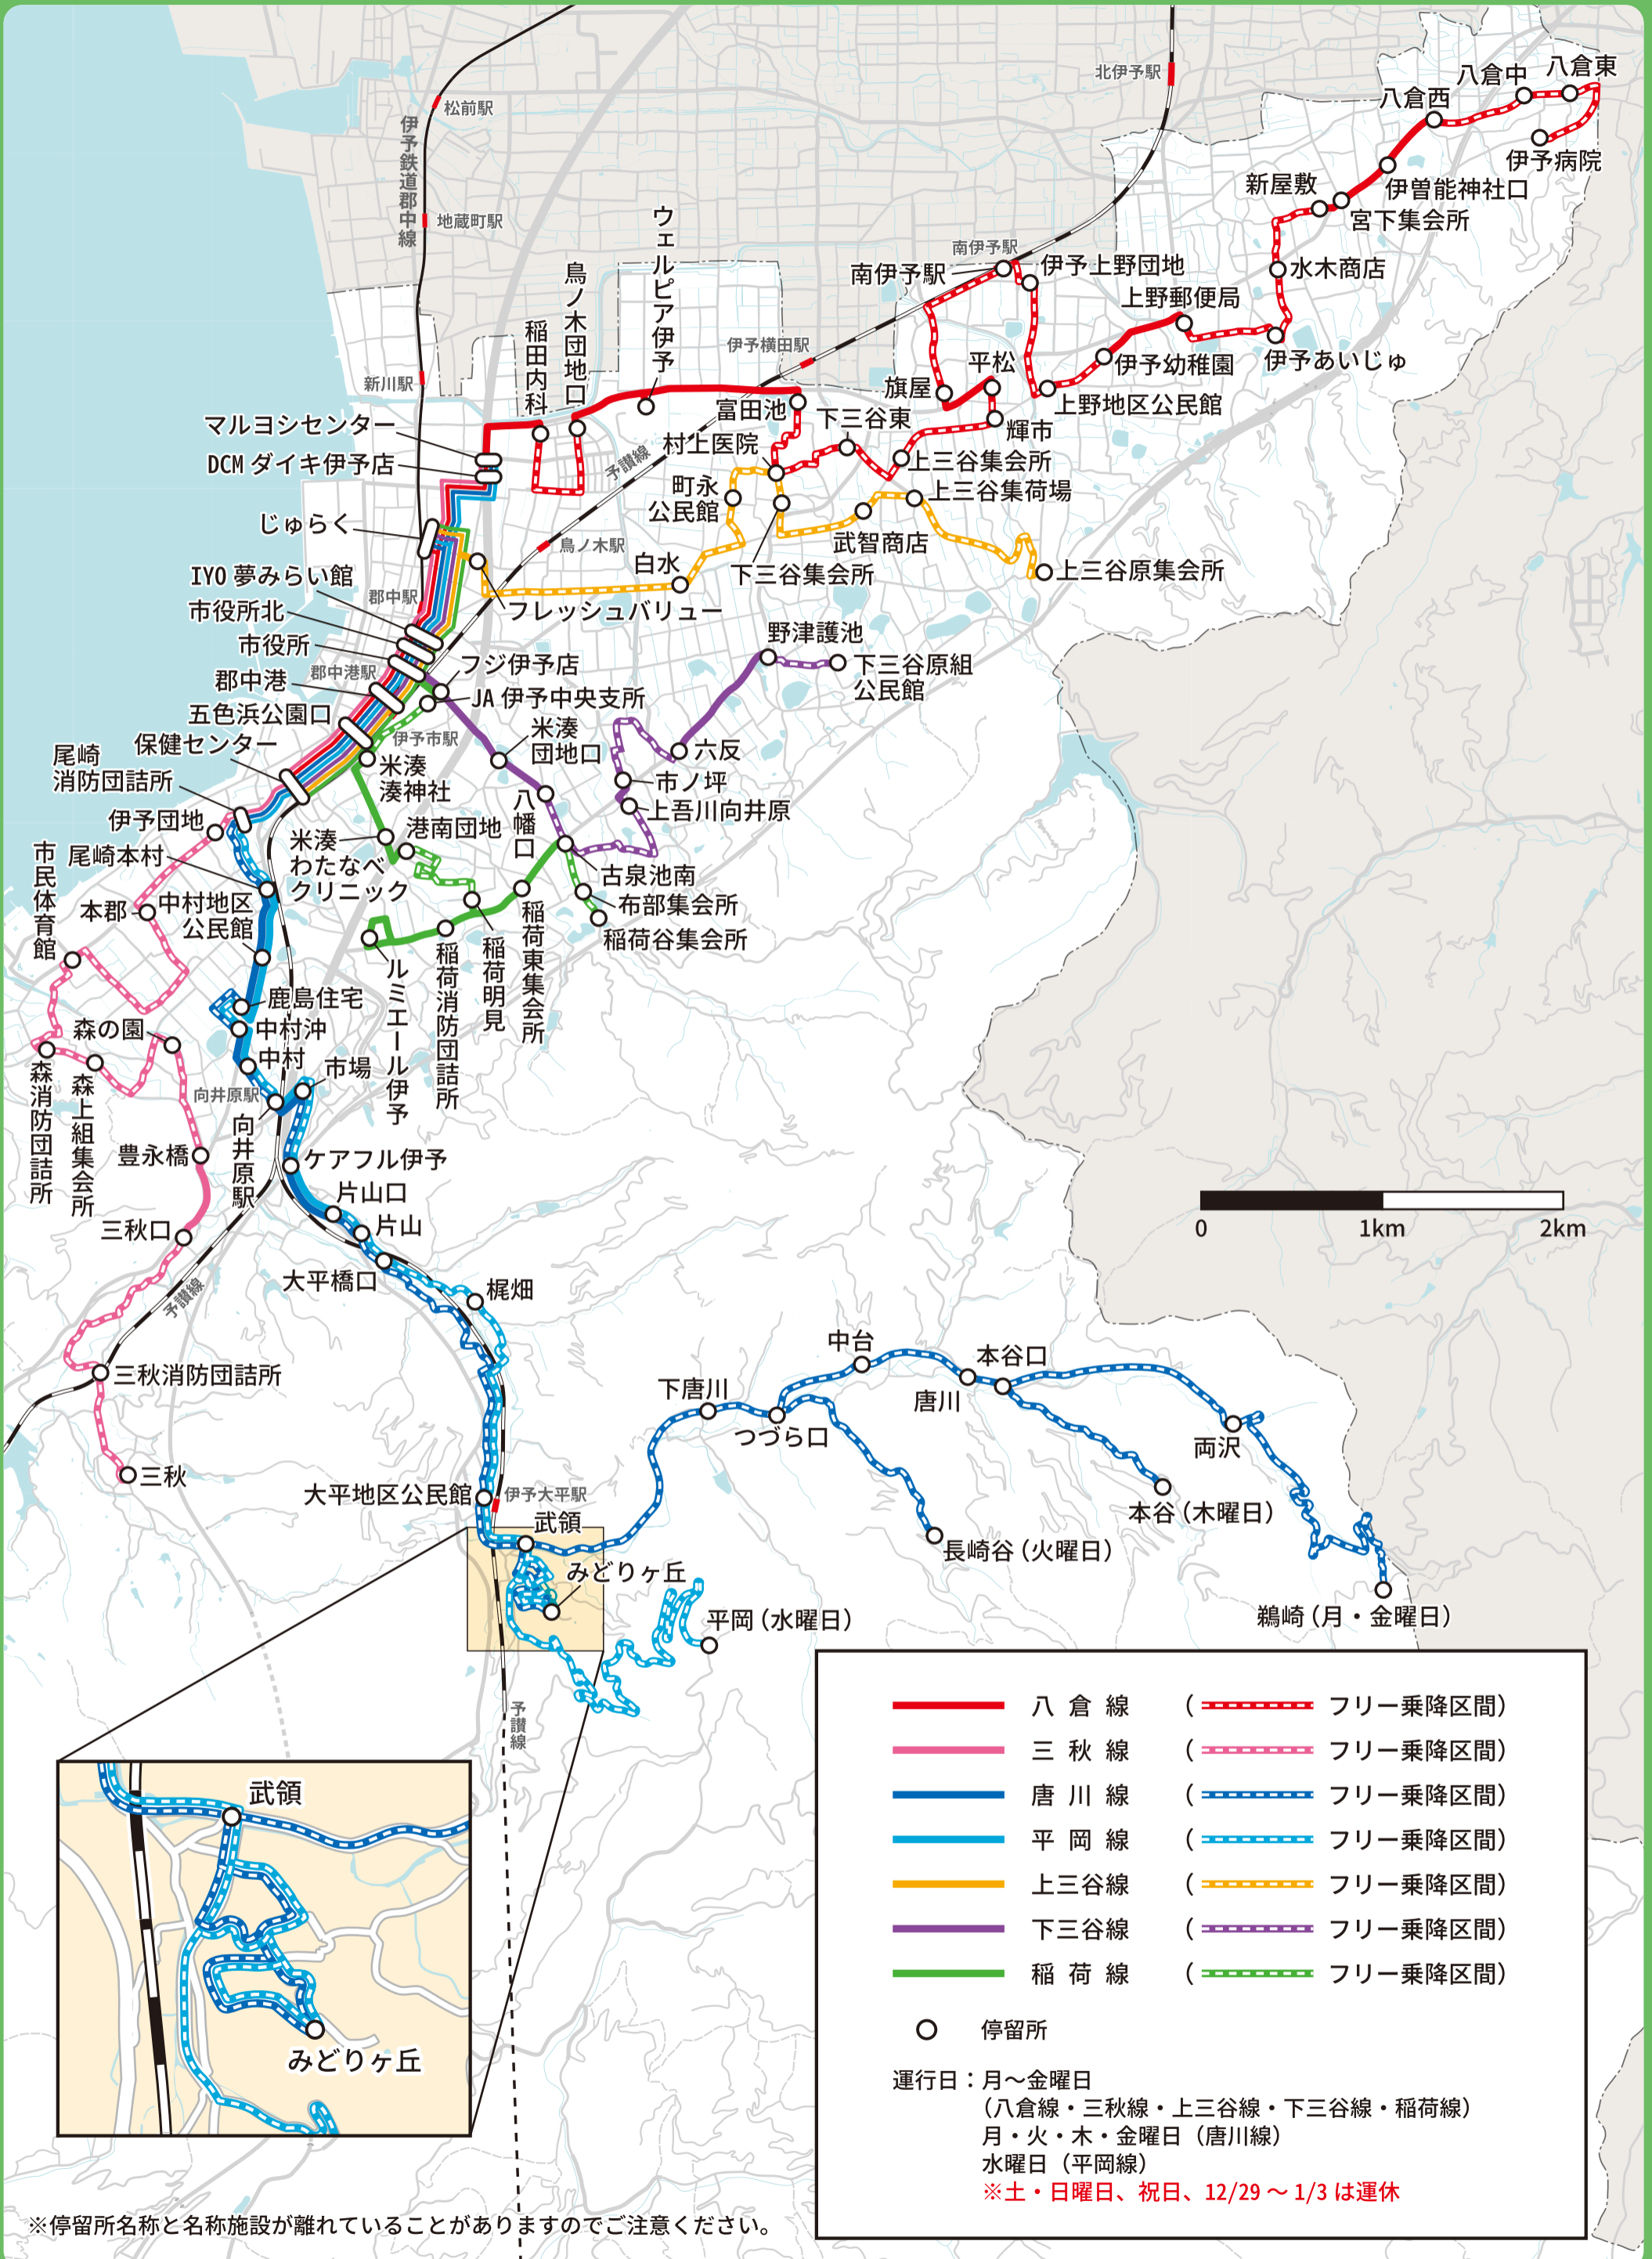 北伊予駅
松前駅
伊予鉄道郡中線
地蔵町駅
新川駅
八倉東
八倉中
八倉西
伊予病院
伊曽能神社口
新屋敷
宮下集会所
水木商店
南伊予駅
南伊予駅
伊予上野団地
上野郵便局
伊予あいじゅ
伊予幼稚園
上野地区公民館
平松
旗屋
輝市
伊予横田駅
ウェルピア伊予
鳥ノ木団地口
稲田内科
富田池
下三谷東
村上医院
上三谷集会所
上三谷集荷場
マルヨシセンター
DCM ダイキ伊予店
予讃線
町永
公民館
武智商店
じゅらく
鳥ノ木駅
白水
下三谷集会所
上三谷原集会所
IYO 夢みらい館
郡中駅
フレッシュバリュー
市役所北
市役所
郡中港駅
郡中港
フジ伊予店
JA 伊予中央支所
野津護池
下三谷原組
公民館
五色浜公園口
伊予市駅
米湊
団地口
六反
保健センター
尾崎
消防団詰所
米湊
湊神社
市ノ坪
上吾川向井原
八幡口
伊予団地
米湊
わたなべ
クリニック
港南団地
尾崎本村
市民体育館
本郡
中村地区
公民館
古泉池南
布部集会所
稲荷谷集会所
稲荷東集会所
稲荷明見
稲荷消防団詰所
ルミエール伊予
鹿島住宅
中村沖
中村
森の園
市場
向井原駅
向井原駅
森消防団詰所
森上組集会所
豊永橋
三秋口
ケアフル伊予
片山口
片山
大平橋口
梶畑
予讃線
三秋消防団詰所
三秋
0
1km
2km
中台
本谷口
下唐川
唐川
つづら口
両沢
大平地区公民館
伊予大平駅
武領
本谷（木曜日）
長崎谷（火曜日）
みどりヶ丘
平岡（水曜日）
鵜崎（月・金曜日）
予讃線
武領
みどりヶ丘
八倉線 （ フリー乗降区間）
三秋線 （ フリー乗降区間）
唐川線 （ フリー乗降区間）
平岡線 （ フリー乗降区間）
上三谷線 （ フリー乗降区間）
下三谷線 （ フリー乗降区間）
稲荷線 （ フリー乗降区間）
停留所
運行日：月～金曜日
（八倉線・三秋線・上三谷線・下三谷線・稲荷線）
月・火・木・金曜日（唐川線）
水曜日（平岡線）
※土・日曜日、祝日、12/29 ～ 1/3 は運休
※停留所名称と名称施設が離れていることがありますのでご注意ください。